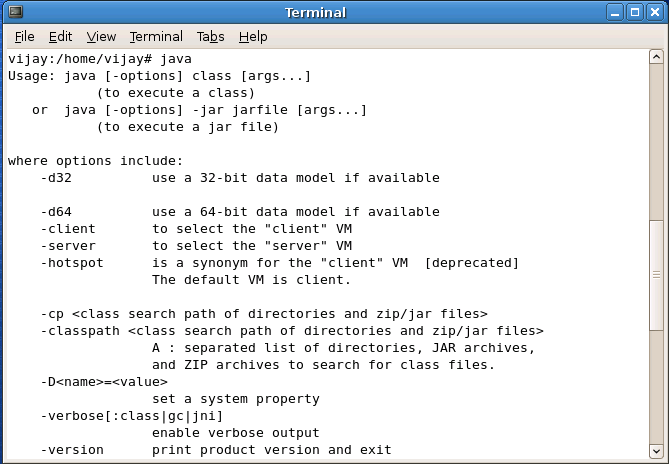 Terminal
File Edit View Terminal Tabs Help
vijay:/home/vijay# java
Usage: java [-options] class [args...]
           (to execute a class)
   or  java [-options] -jar jarfile [args...]
           (to execute a jar file)

where options include:
    -d32          use a 32-bit data model if available

    -d64          use a 64-bit data model if available
    -client       to select the "client" VM
    -server       to select the "server" VM
    -hotspot      is a synonym for the "client" VM  [deprecated]
                  The default VM is client.

    -cp <class search path of directories and zip/jar files>
    -classpath <class search path of directories and zip/jar files>
                  A : separated list of directories, JAR archives,
                  and ZIP archives to search for class files.
    -D<name>=<value>
                  set a system property
    -verbose[:class|gc|jni]
                  enable verbose output
    -version      print product version and exit